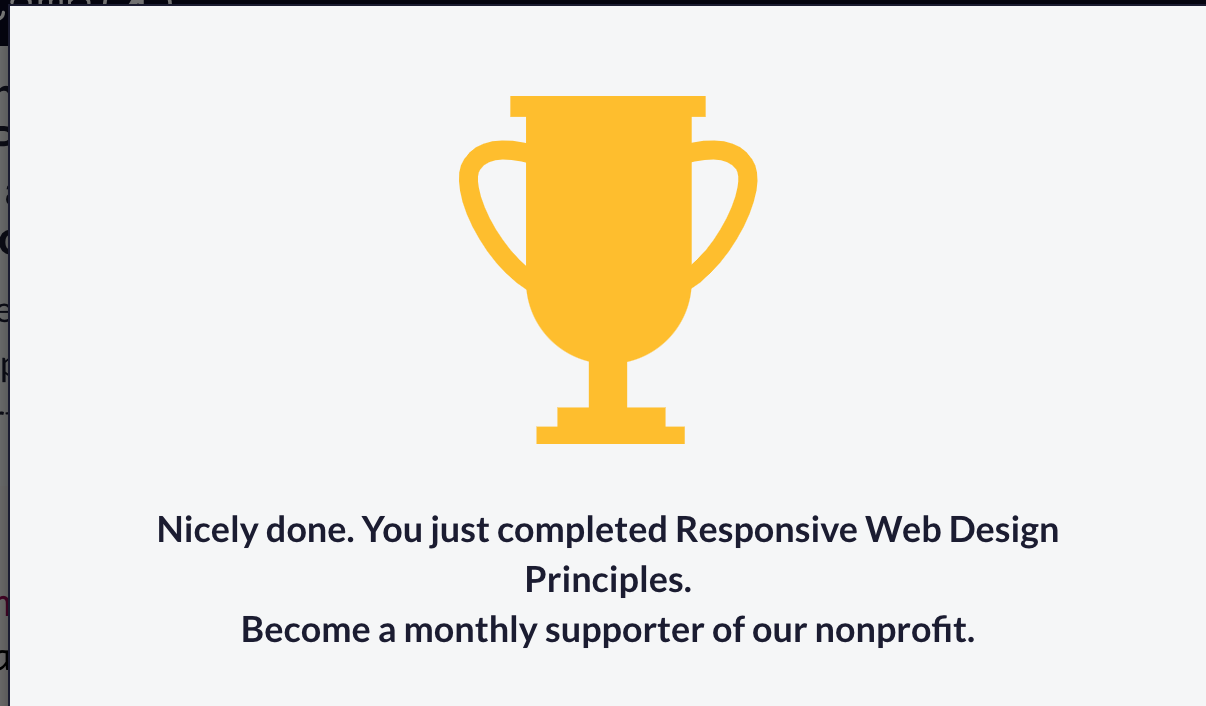 Nicely done. You just completed Responsive Web Design
Principles.
Become a monthly supporter of our nonprofit.